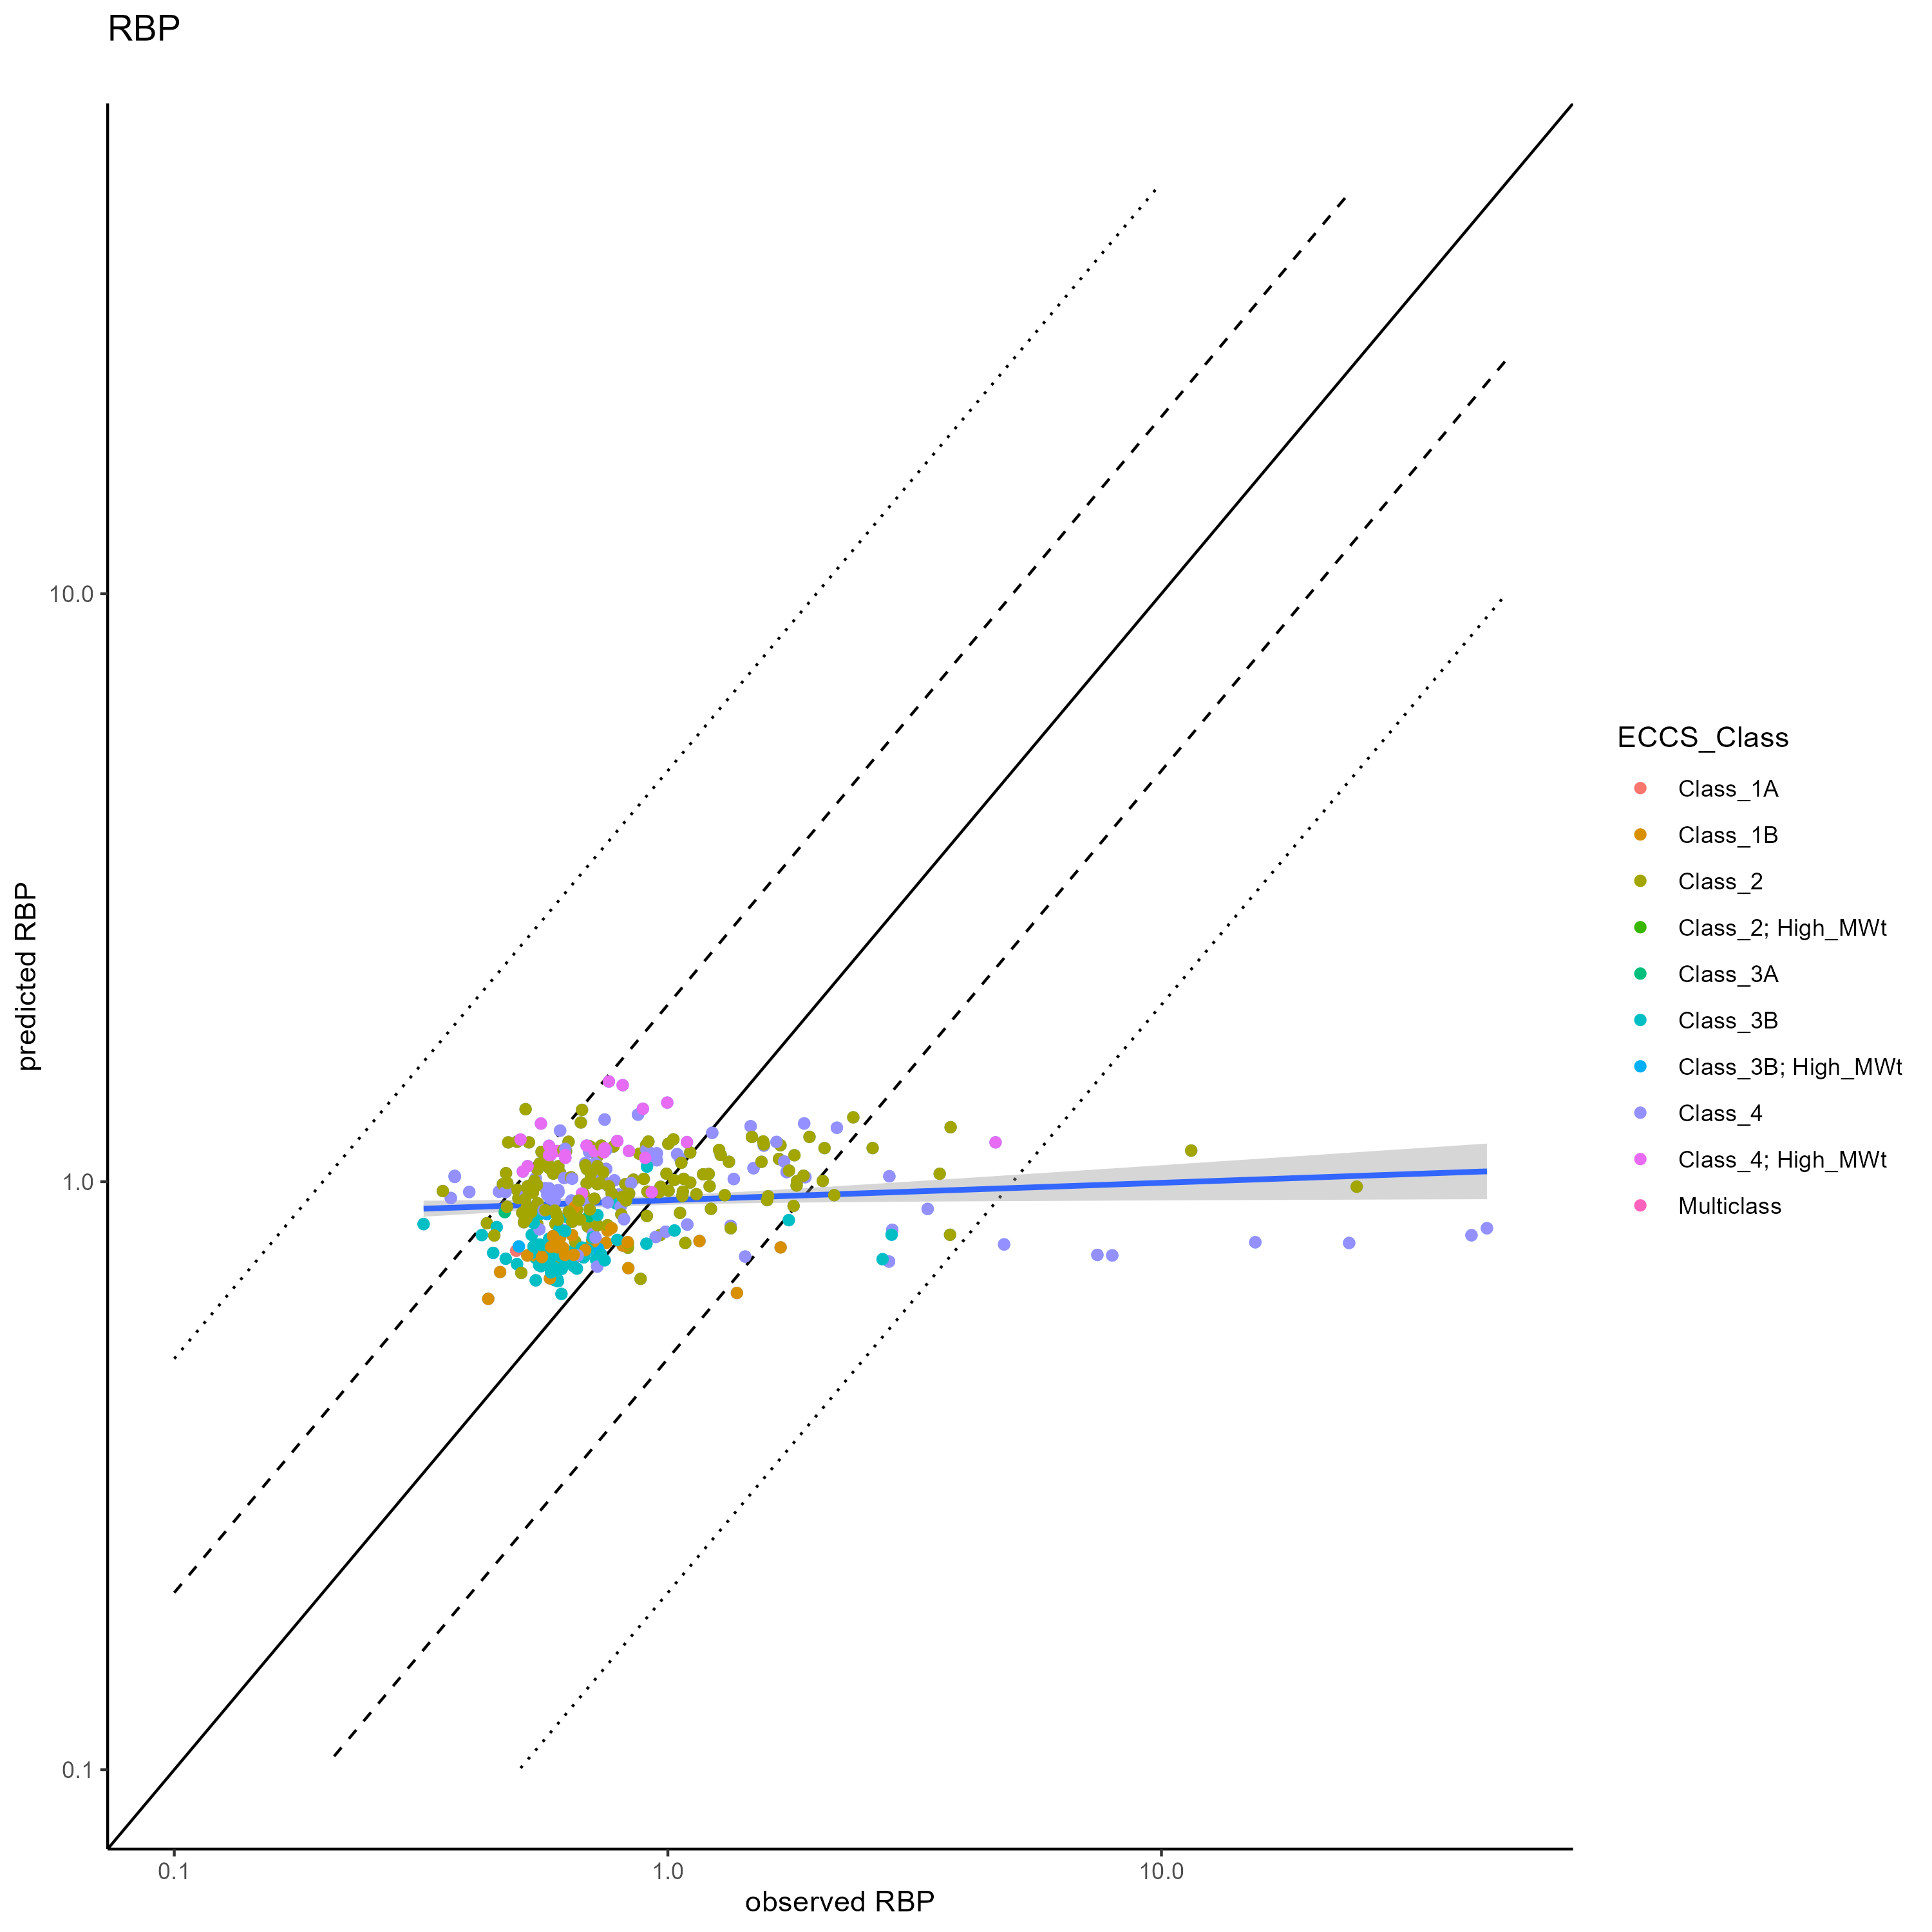 RBP
predicted RBP
10.0
1.0
0.1
0.1
1.0
10.0
observed RBP
ECCS_Class
Class_1A
Class_1B
Class_2
Class_2; High_MWt
Class_3A
Class_3B
Class_3B; High_MWt
Class_4
Class_4; High_MWt
Multiclass